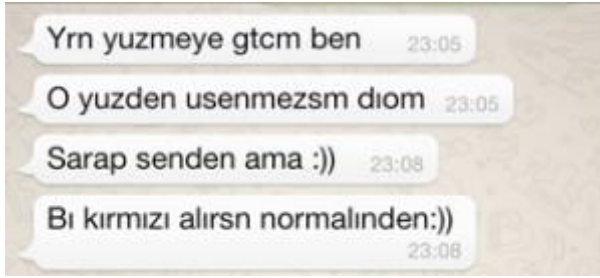 Yrn yuzmeye gtcm ben 23:05
O yuzden usenmezsm dıom 23:05
Sarap senden ama :)) 23:08
Bı kırmızı alırsn normalınden:))
23:08